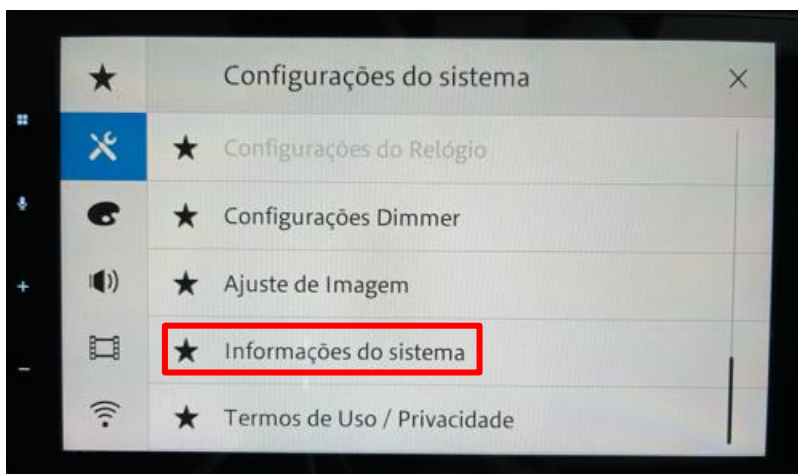 Configurações do sistema
Configurações do Relógio
Configurações Dimmer
Ajuste de Imagem
Informações do sistema
Termos de Uso / Privacidade